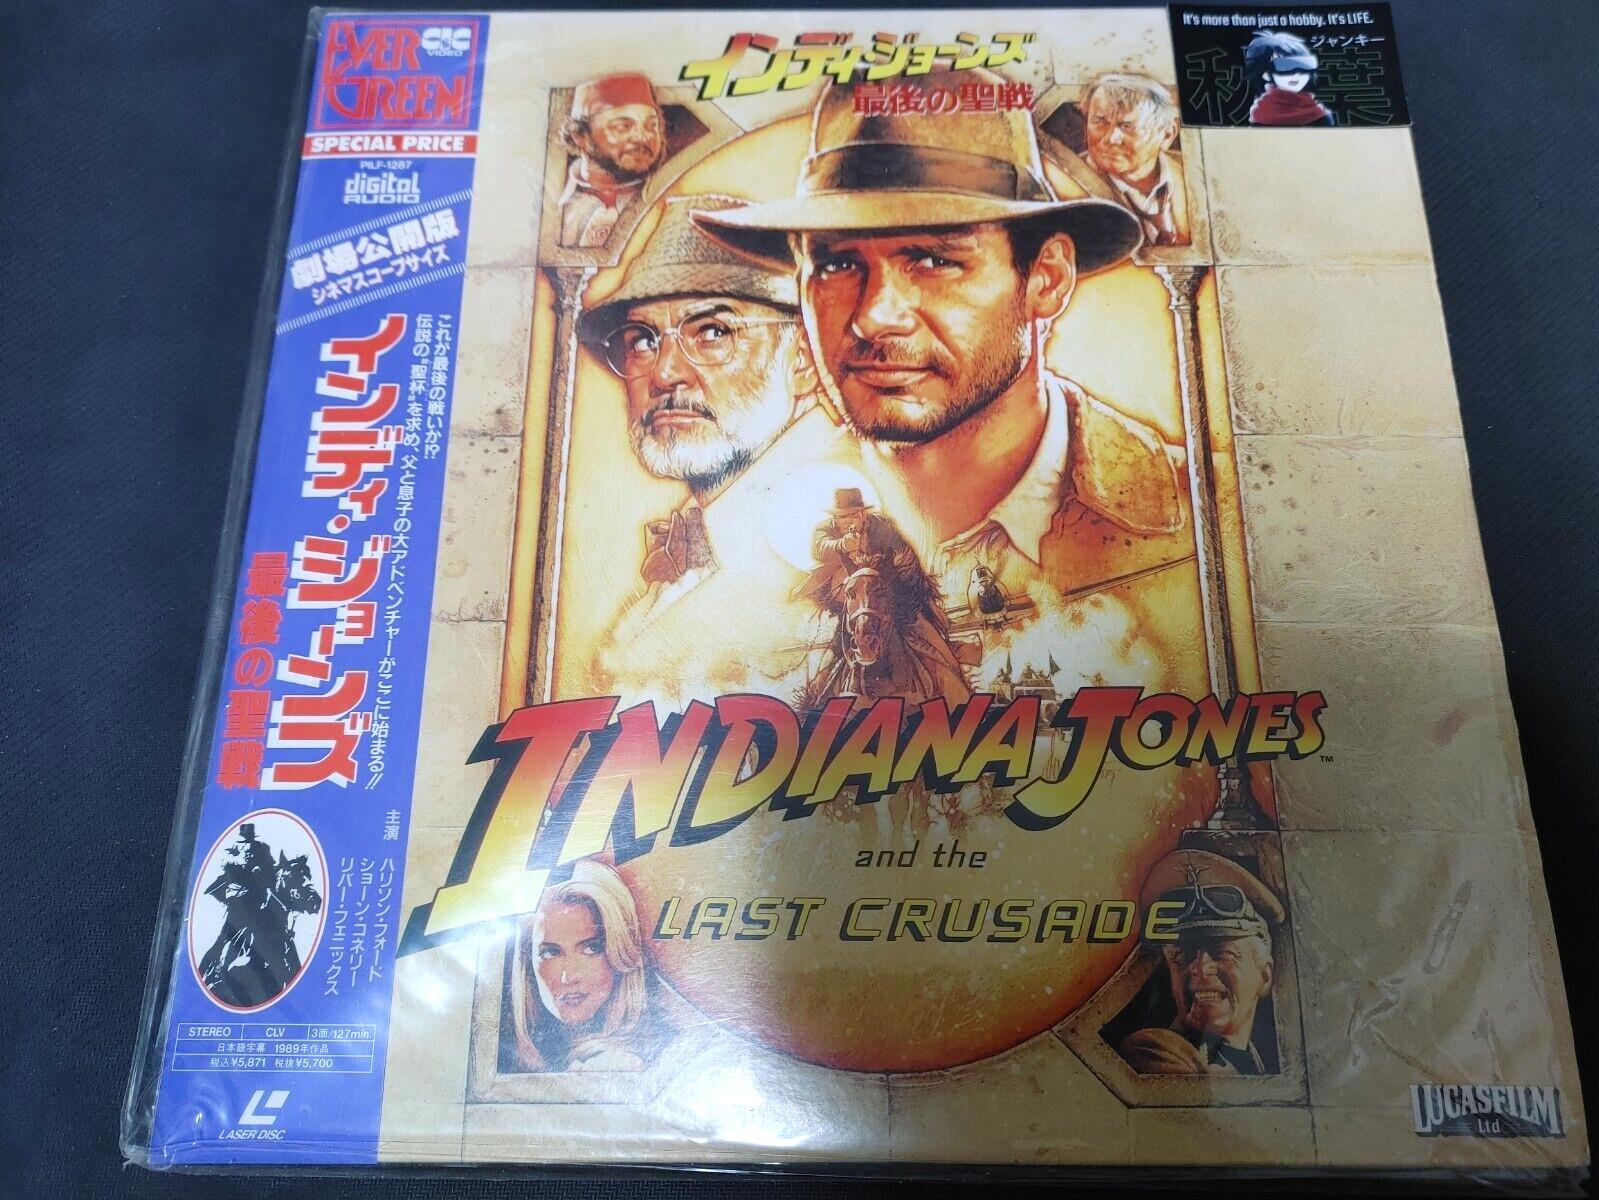 EVER
GREEN
CIC
VIDEO
SPECIAL PRICE
PILF-1287
digital
AUDIO
劇場公開版
シネマスコープサイズ
これが最後の戦いか!?
伝説の"聖杯"を求め、父と息子の大アドベンチャーがここに始まる!!
インディ・ジョーンズ
最後の聖戦
主演
ハリソン・フォード
ショーン・コネリー
リバー・フェニックス
STEREO CLV 3面/127min.
日本語字幕 1989年作品
税込¥5,871 税抜¥5,700
LASER DISC
インディ・ジョーンズ
最後の聖戦
It's more than just a hobby. It's LIFE.
ジャンキー
秋葉
INDIANA JONES™
and the
LAST CRUSADE
LUCASFILM
Ltd